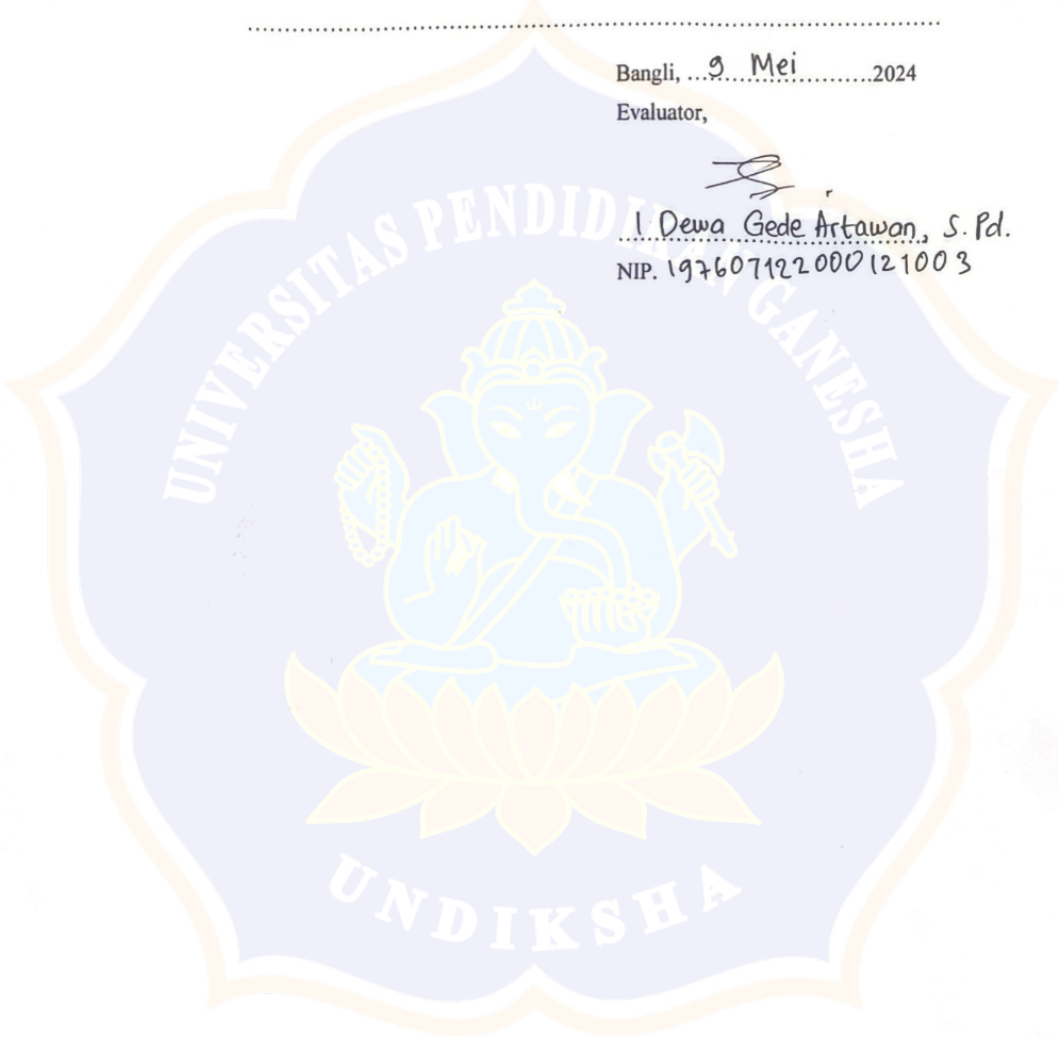 Bangli, ...9 Mei...........2024
Evaluator,
I Dewa Gede Artawan, S.Pd.
NIP. 197607122000121003
UNIVERSITAS PENDIDIKAN GANESHA
UNDIKSHA